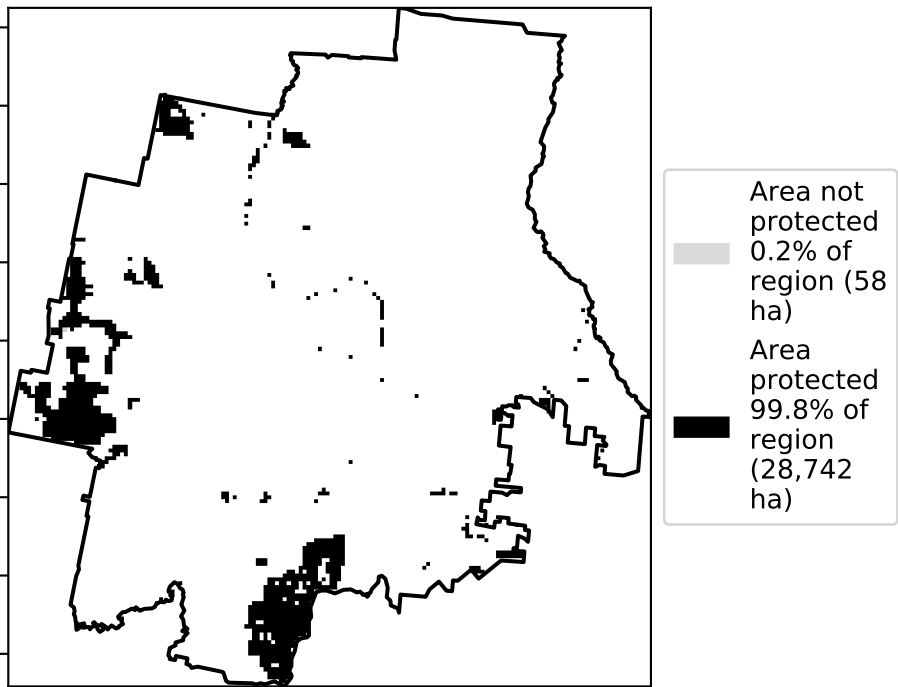 Area not
protected
0.2% of
region (58
ha)
Area
protected
99.8% of
region
(28,742
ha)